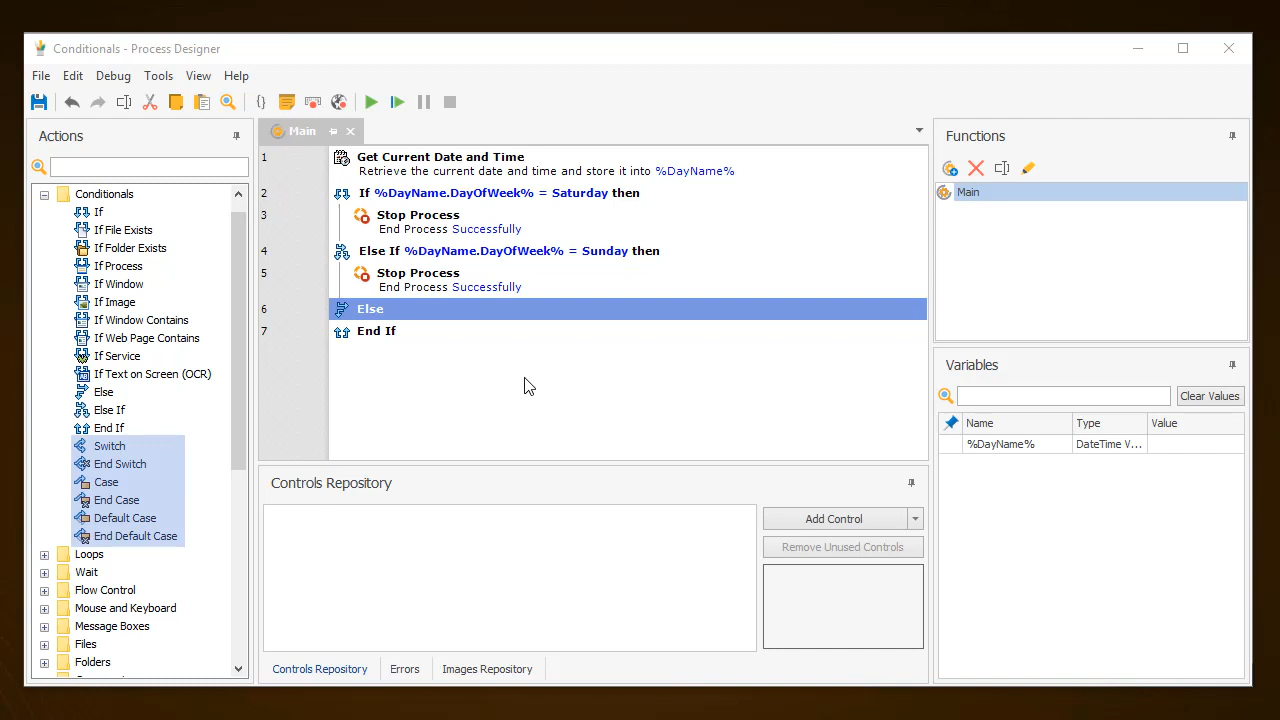 Conditionals - Process Designer
File Edit Debug Tools View Help
Actions
Conditionals
If
If File Exists
If Folder Exists
If Process
If Window
If Image
If Window Contains
If Web Page Contains
If Service
If Text on Screen (OCR)
Else
Else If
End If
Switch
End Switch
Case
End Case
Default Case
End Default Case
Loops
Wait
Flow Control
Mouse and Keyboard
Message Boxes
Files
Folders
Main
1 Get Current Date and Time
Retrieve the current date and time and store it into %DayName%
2 If %DayName.DayOfWeek% = Saturday then
3 Stop Process
End Process Successfully
4 Else If %DayName.DayOfWeek% = Sunday then
5 Stop Process
End Process Successfully
6 Else
7 End If
Controls Repository
Add Control
Remove Unused Controls
Controls Repository Errors Images Repository
Functions
Main
Variables
Clear Values
Name Type Value
%DayName% DateTime V...